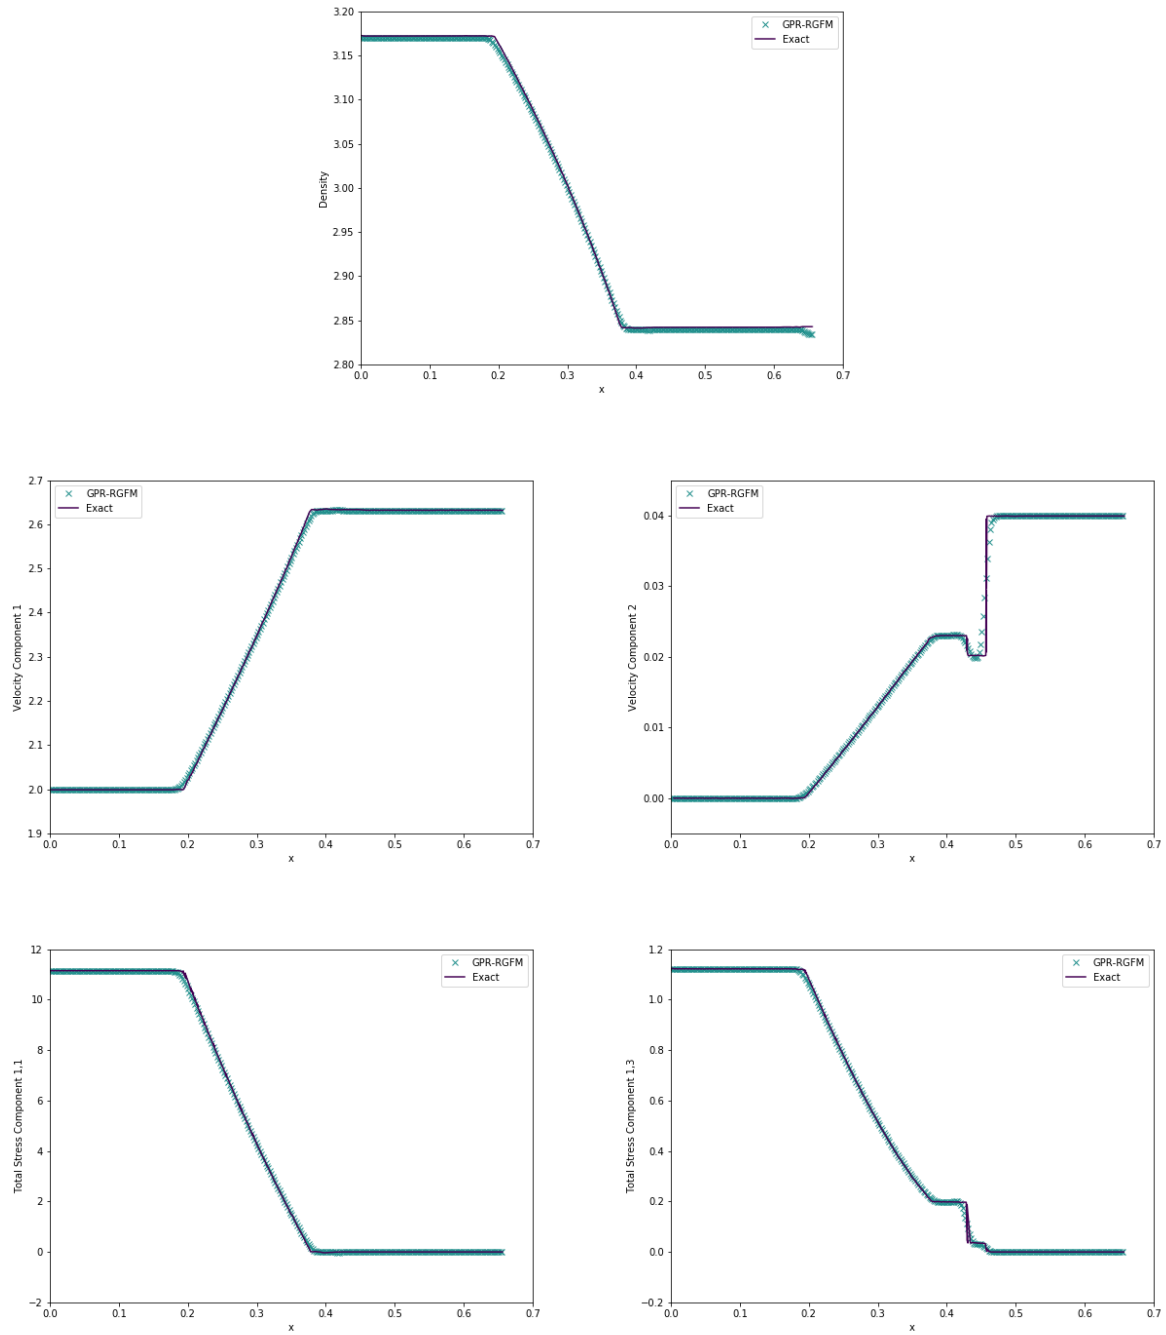 3.20
3.15
3.10
3.05
3.00
2.95
2.90
2.85
2.80
Density
GPR-RGFM
Exact
0.0 0.1 0.2 0.3 0.4 0.5 0.6 0.7
x
2.7
2.6
2.5
2.4
2.3
2.2
2.1
2.0
1.9
Velocity Component 1
GPR-RGFM
Exact
0.0 0.1 0.2 0.3 0.4 0.5 0.6 0.7
x
0.04
0.03
0.02
0.01
0.00
Velocity Component 2
GPR-RGFM
Exact
0.0 0.1 0.2 0.3 0.4 0.5 0.6 0.7
x
12
10
8
6
4
2
0
−2
Total Stress Component 1,1
GPR-RGFM
Exact
0.0 0.1 0.2 0.3 0.4 0.5 0.6 0.7
x
1.2
1.0
0.8
0.6
0.4
0.2
0.0
−0.2
Total Stress Component 1,3
GPR-RGFM
Exact
0.0 0.1 0.2 0.3 0.4 0.5 0.6 0.7
x